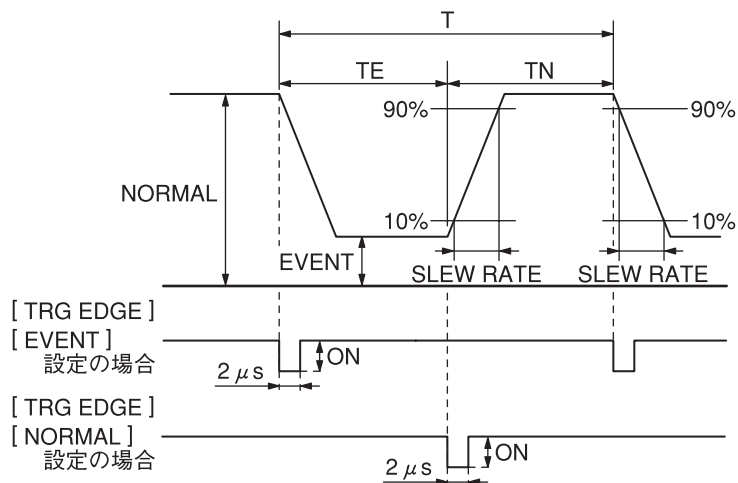 T
TE
TN
90%
90%
NORMAL
10%
10%
EVENT
SLEW RATE
SLEW RATE
[ TRG EDGE ]
[ EVENT ]
設定の場合
ON
2 μs
[ TRG EDGE ]
[ NORMAL ]
設定の場合
ON
2 μs